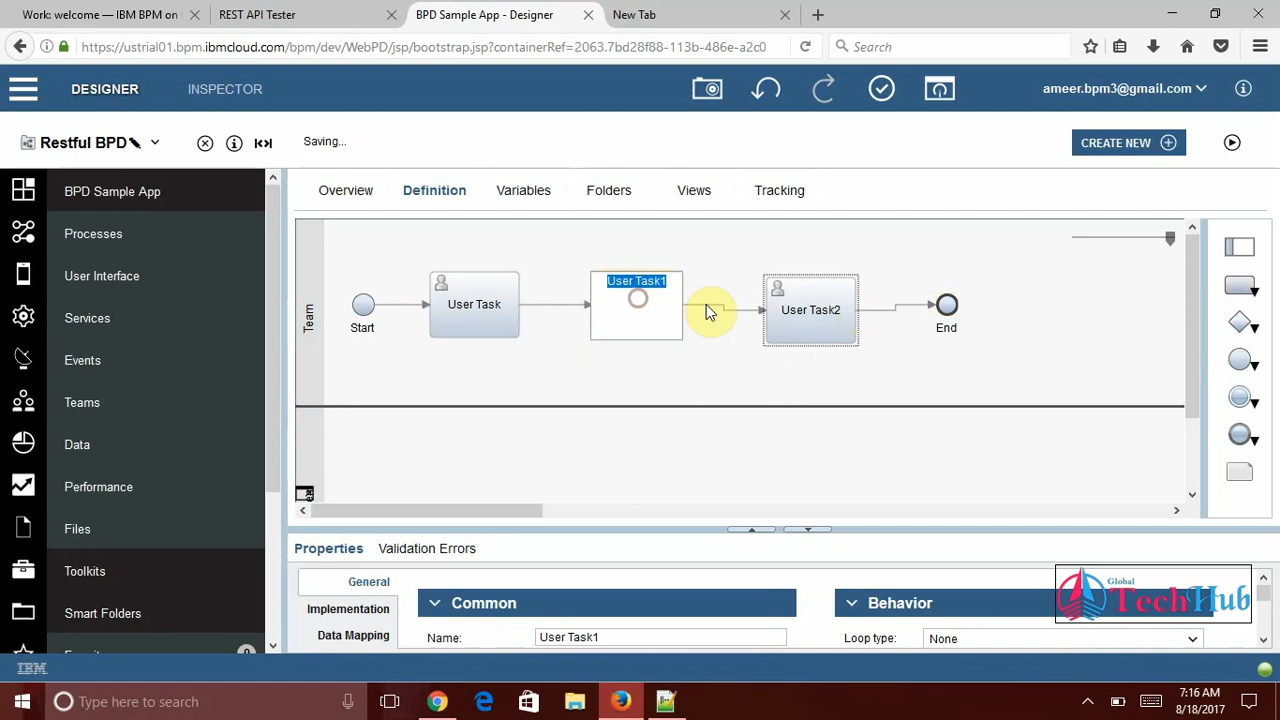 Work: welcome — IBM BPM on
REST API Tester
BPD Sample App - Designer
New Tab
https://ustrial01.bpm.ibmcloud.com/bpm/dev/WebPD/jsp/bootstrap.jsp?containerRef=2063.7bd28f88-113b-486e-a2c0
Search
DESIGNER
INSPECTOR
ameer.bpm3@gmail.com
Restful BPD
Saving...
CREATE NEW
BPD Sample App
Processes
User Interface
Services
Events
Teams
Data
Performance
Files
Toolkits
Smart Folders
Overview
Definition
Variables
Folders
Views
Tracking
Team
Start
User Task
User Task1
User Task2
End
Properties
Validation Errors
General
Implementation
Data Mapping
Common
Name:
User Task1
Behavior
Loop type:
None
Global
TechHub
IBM
Type here to search
7:16 AM
8/18/2017